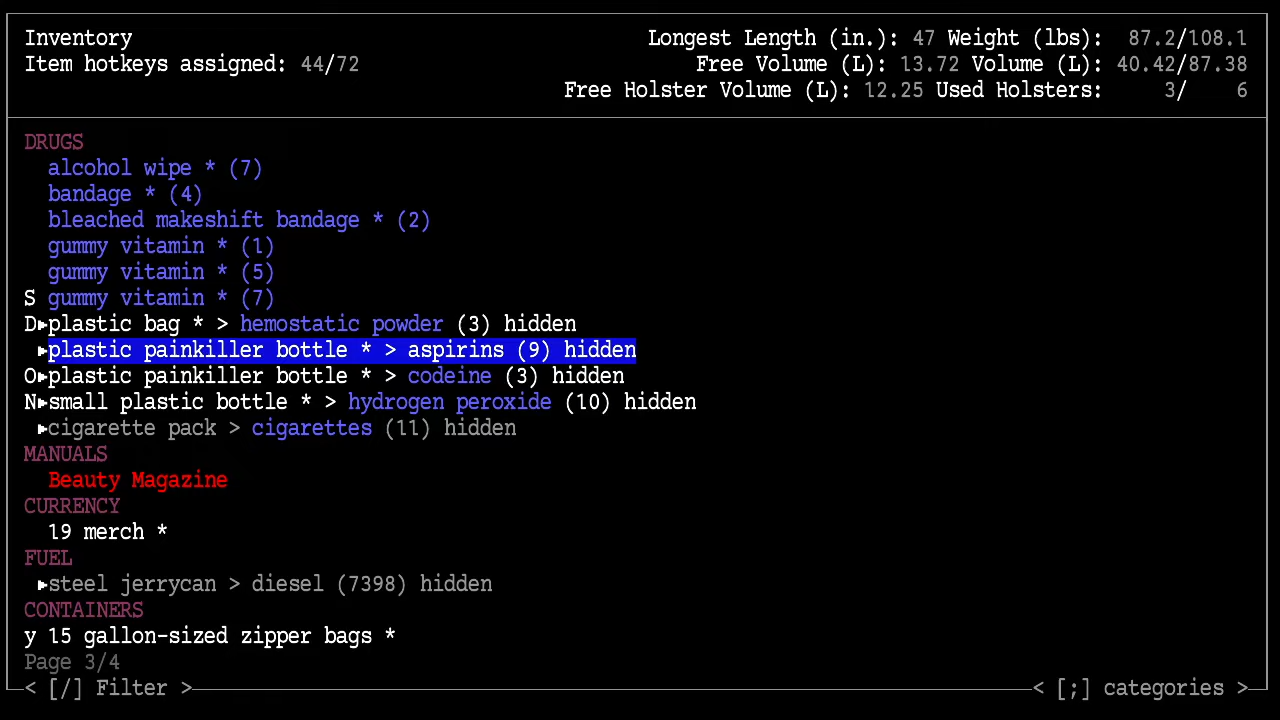 Inventory Longest Length (in.): 47 Weight (lbs): 87.2/108.1
Item hotkeys assigned: 44/72 Free Volume (L): 13.72 Volume (L): 40.42/87.38
Free Holster Volume (L): 12.25 Used Holsters: 3/ 6
DRUGS
alcohol wipe * (7)
bandage * (4)
bleached makeshift bandage * (2)
gummy vitamin * (1)
gummy vitamin * (5)
S gummy vitamin * (7)
D▸plastic bag * > hemostatic powder (3) hidden
▸plastic painkiller bottle * > aspirins (9) hidden
O▸plastic painkiller bottle * > codeine (3) hidden
N▸small plastic bottle * > hydrogen peroxide (10) hidden
▸cigarette pack > cigarettes (11) hidden
MANUALS
Beauty Magazine
CURRENCY
19 merch *
FUEL
▸steel jerrycan > diesel (7398) hidden
CONTAINERS
y 15 gallon-sized zipper bags *
Page 3/4
< [/] Filter > < [;] categories >